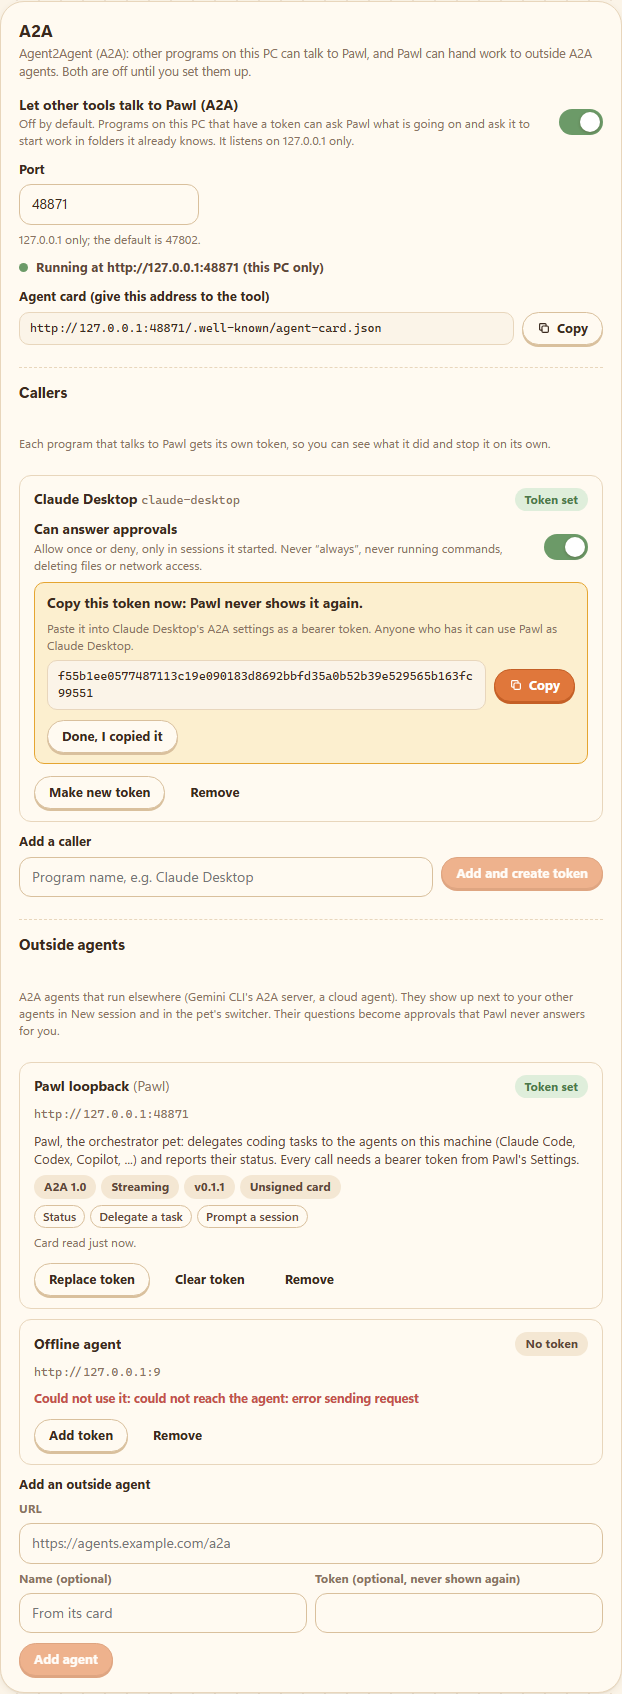 A2A
Agent2Agent (A2A): other programs on this PC can talk to Pawl, and Pawl can hand work to outside A2A
agents. Both are off until you set them up.
Let other tools talk to Pawl (A2A)
Off by default. Programs on this PC that have a token can ask Pawl what is going on and ask it to
start work in folders it already knows. It listens on 127.0.0.1 only.
Port
48871
127.0.0.1 only; the default is 47802.
Running at http://127.0.0.1:48871 (this PC only)
Agent card (give this address to the tool)
http://127.0.0.1:48871/.well-known/agent-card.json
Copy
Callers
Each program that talks to Pawl gets its own token, so you can see what it did and stop it on its own.
Claude Desktop claude-desktop
Token set
Can answer approvals
Allow once or deny, only in sessions it started. Never "always", never running commands,
deleting files or network access.
Copy this token now: Pawl never shows it again.
Paste it into Claude Desktop's A2A settings as a bearer token. Anyone who has it can use Pawl as
Claude Desktop.
f55b1ee0577487113c19e090183d8692bbfd35a0b52b39e529565b163fc
99551
Copy
Done, I copied it
Make new token
Remove
Add a caller
Program name, e.g. Claude Desktop
Add and create token
Outside agents
A2A agents that run elsewhere (Gemini CLI's A2A server, a cloud agent). They show up next to your other
agents in New session and in the pet's switcher. Their questions become approvals that Pawl never answers
for you.
Pawl loopback (Pawl)
Token set
http://127.0.0.1:48871
Pawl, the orchestrator pet: delegates coding tasks to the agents on this machine (Claude Code,
Codex, Copilot, ...) and reports their status. Every call needs a bearer token from Pawl's Settings.
A2A 1.0
Streaming
v0.1.1
Unsigned card
Status
Delegate a task
Prompt a session
Card read just now.
Replace token
Clear token
Remove
Offline agent
No token
http://127.0.0.1:9
Could not use it: could not reach the agent: error sending request
Add token
Remove
Add an outside agent
URL
https://agents.example.com/a2a
Name (optional)
Token (optional, never shown again)
From its card
Add agent